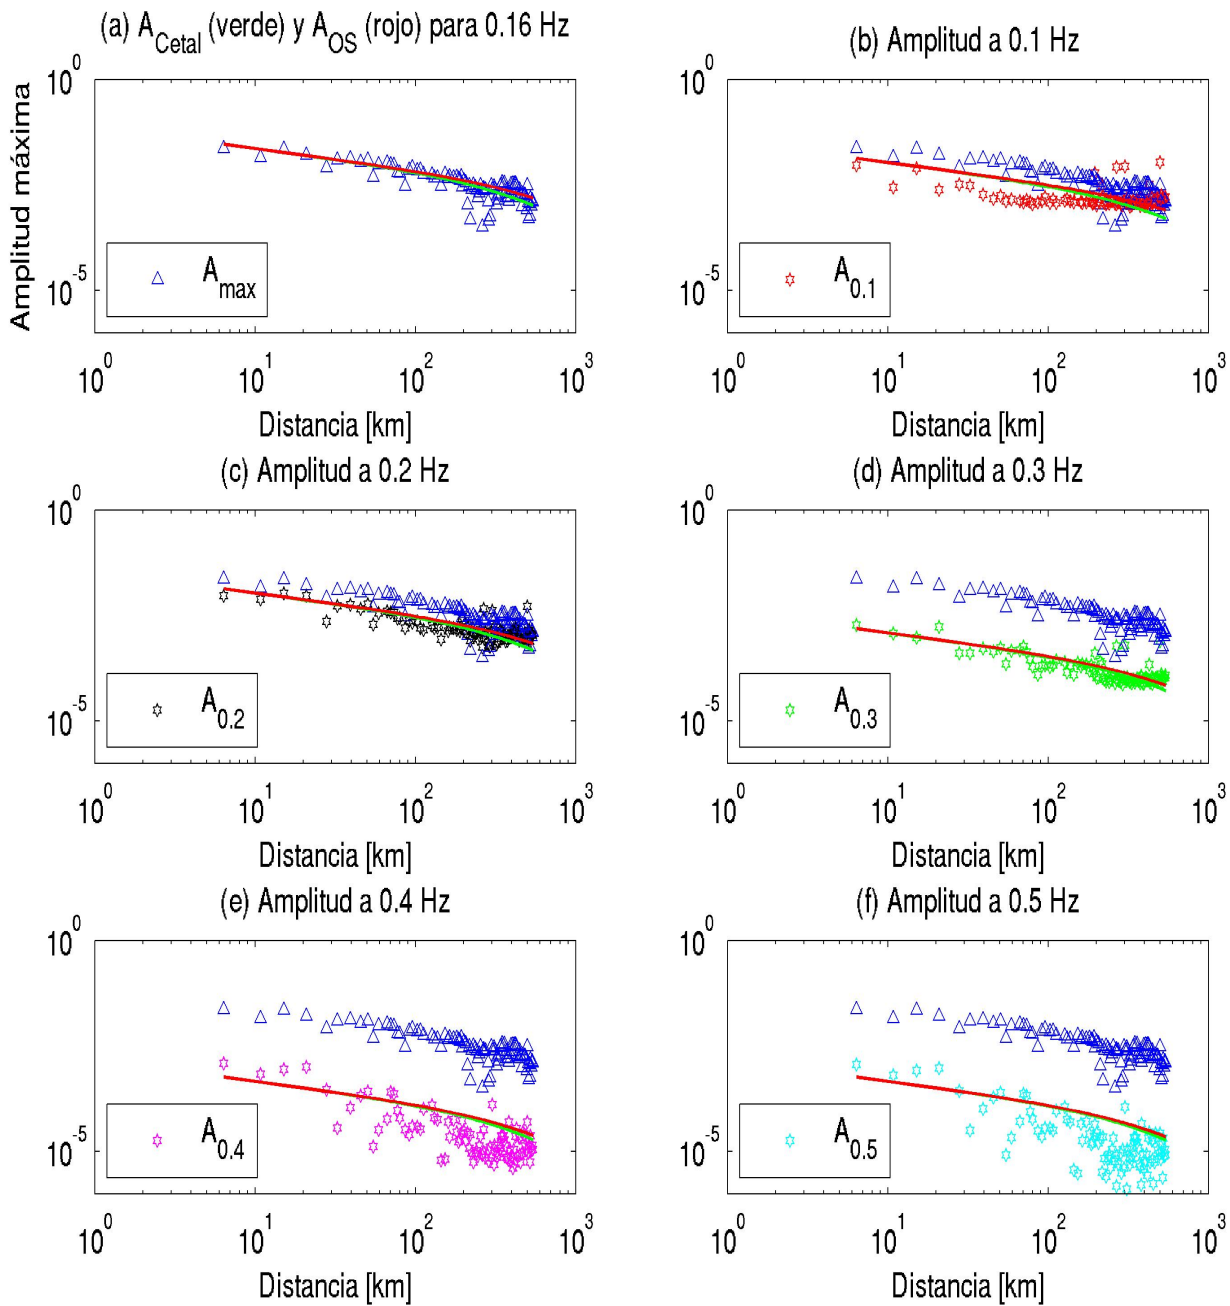 (a) A_Cetal (verde) y A_OS (rojo) para 0.16 Hz
Amplitud máxima
10^0
10^-5
A_max
10^0 10^1 10^2 10^3
Distancia [km]
(b) Amplitud a 0.1 Hz
10^0
10^-5
A_0.1
10^0 10^1 10^2 10^3
Distancia [km]
(c) Amplitud a 0.2 Hz
10^0
10^-5
A_0.2
10^0 10^1 10^2 10^3
Distancia [km]
(d) Amplitud a 0.3 Hz
10^0
10^-5
A_0.3
10^0 10^1 10^2 10^3
Distancia [km]
(e) Amplitud a 0.4 Hz
10^0
10^-5
A_0.4
10^0 10^1 10^2 10^3
Distancia [km]
(f) Amplitud a 0.5 Hz
10^0
10^-5
A_0.5
10^0 10^1 10^2 10^3
Distancia [km]